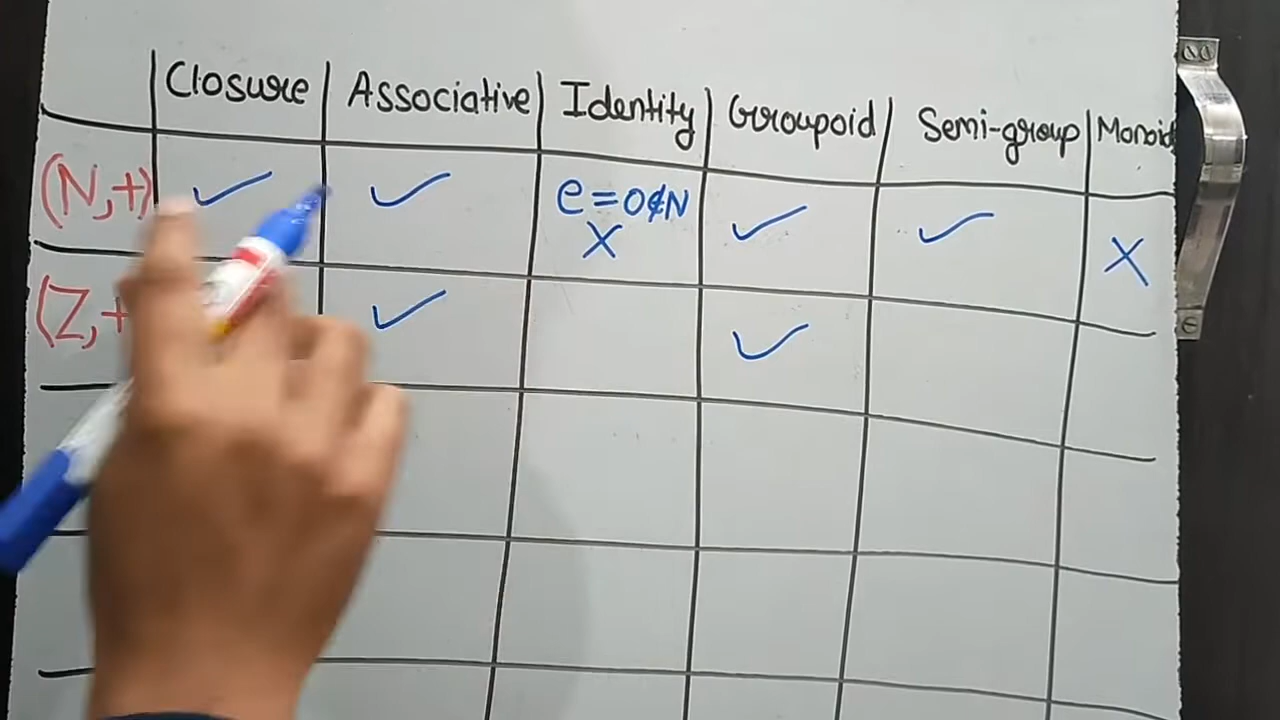 Closure Associative Identity Groupoid Semi-group Monoid
(N,+) ✓ ✓ e=0∉N ✓ ✓ X
X
(Z,+ ✓ ✓